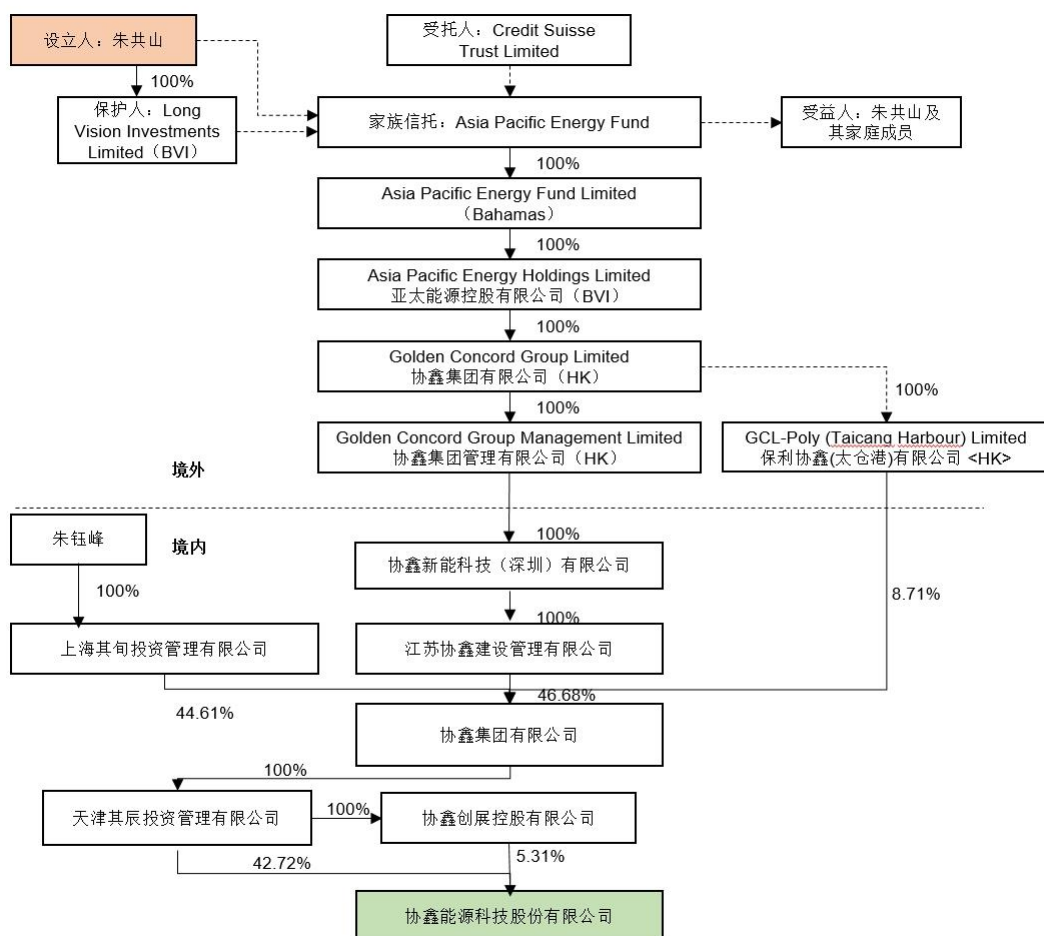 设立人：朱共山
受托人：Credit Suisse
Trust Limited
100%
保护人：Long
Vision Investments
Limited（BVI）
家族信托：Asia Pacific Energy Fund
受益人：朱共山及
其家庭成员
100%
Asia Pacific Energy Fund Limited
（Bahamas）
100%
Asia Pacific Energy Holdings Limited
亚太能源控股有限公司（BVI）
100%
Golden Concord Group Limited
协鑫集团有限公司（HK）
100%
100%
Golden Concord Group Management Limited
协鑫集团管理有限公司（HK）
GCL-Poly (Taicang Harbour) Limited
保利协鑫(太仓港)有限公司 <HK>
境外
朱钰峰
境内
100%
协鑫新能科技（深圳）有限公司
100%
8.71%
100%
上海其旬投资管理有限公司
江苏协鑫建设管理有限公司
44.61%
46.68%
协鑫集团有限公司
100%
天津其辰投资管理有限公司
100%
协鑫创展控股有限公司
42.72%
5.31%
协鑫能源科技股份有限公司